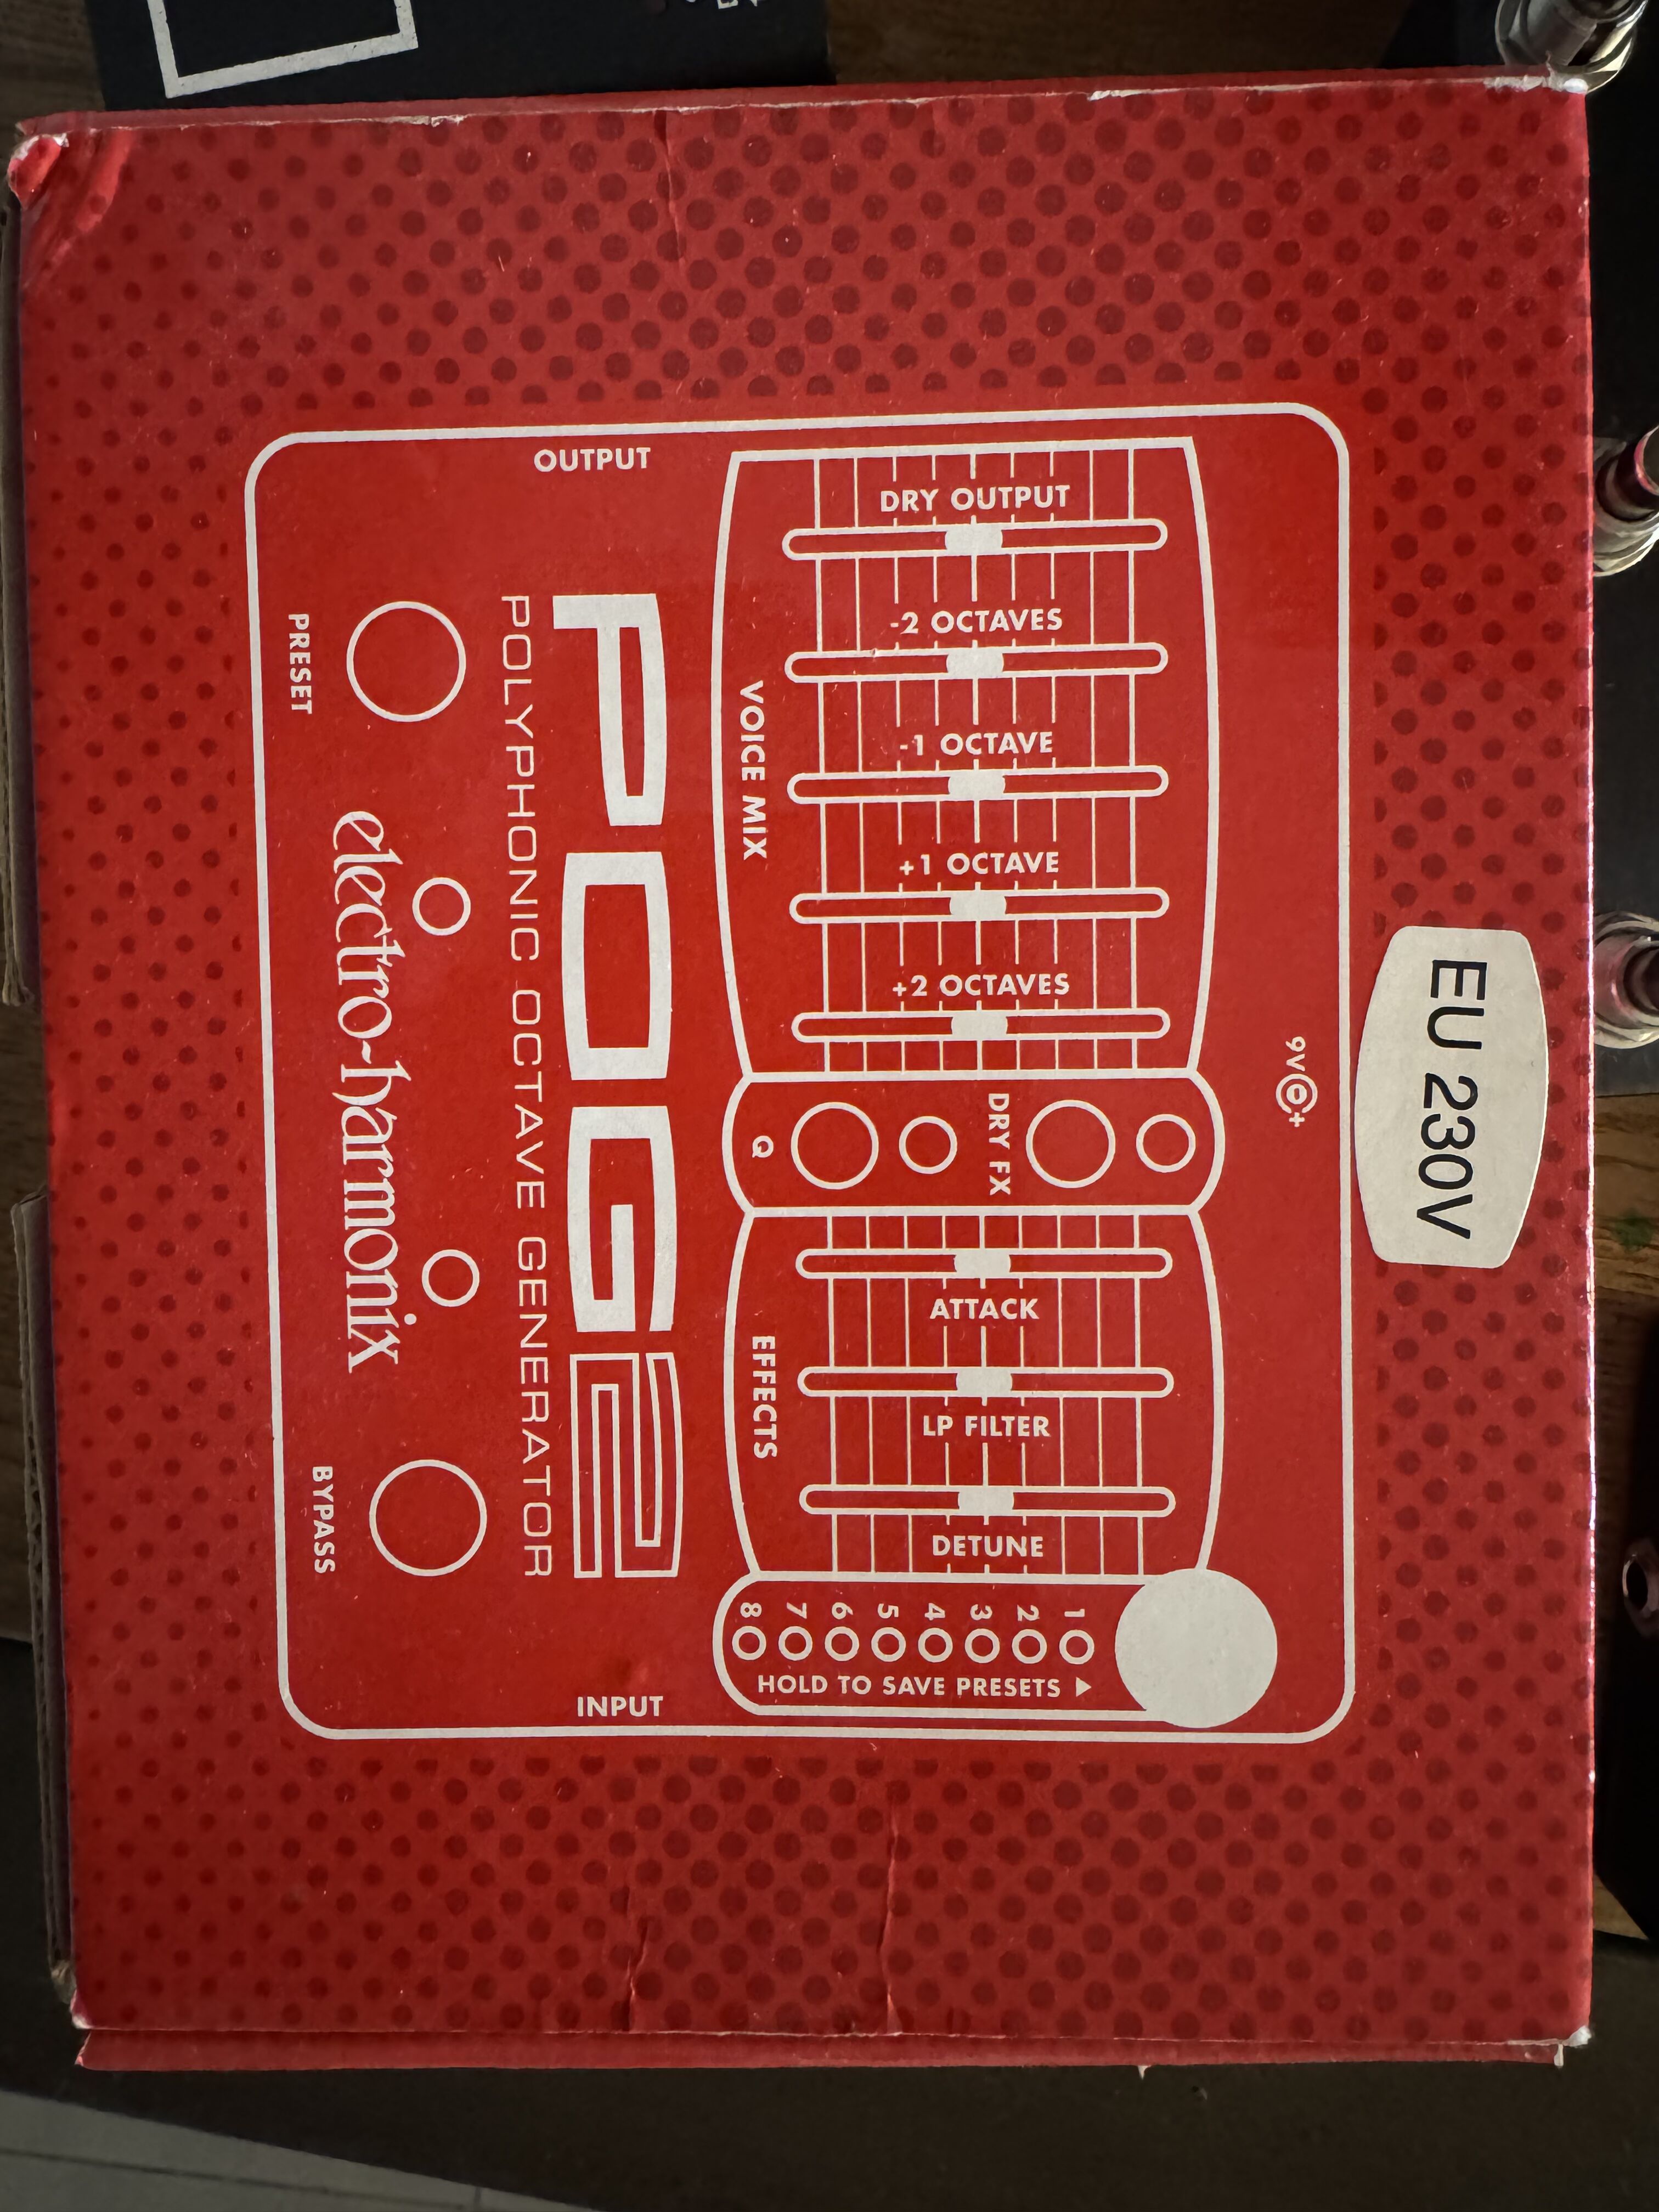 EU 230V
9V
+
DRY OUTPUT
-2 OCTAVES
-1 OCTAVE
+1 OCTAVE
+2 OCTAVES
VOICE MIX
DRY FX
Q
ATTACK
LP FILTER
DETUNE
EFFECTS
1
2
3
4
5
6
7
8
HOLD TO SAVE PRESETS ▶
OUTPUT
INPUT
POG2
POLYPHONIC OCTAVE GENERATOR
electro-harmonix
PRESET
BYPASS